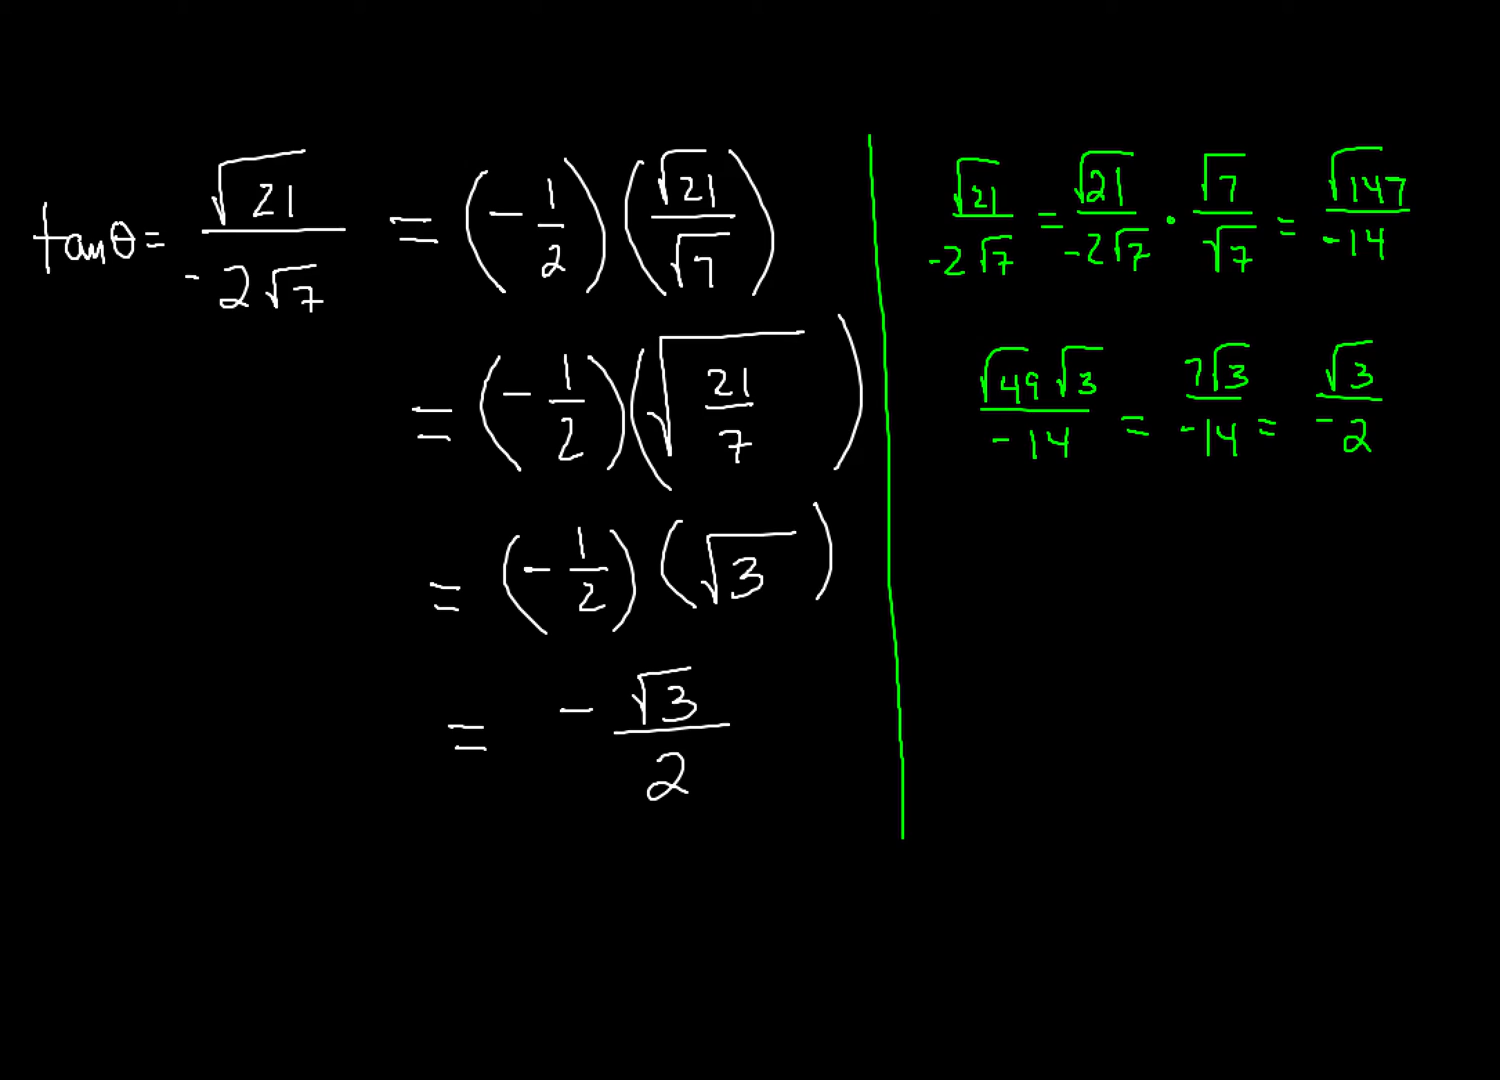 tanθ = √21 / -2√7 = (-1/2)(√21/√7)
= (-1/2)(√(21/7))
= (-1/2)(√3)
= -√3/2
√21 / -2√7 = √21 / -2√7 · √7/√7 = √147 / -14
√49 √3 / -14 = 7√3 / -14 = √3 / -2